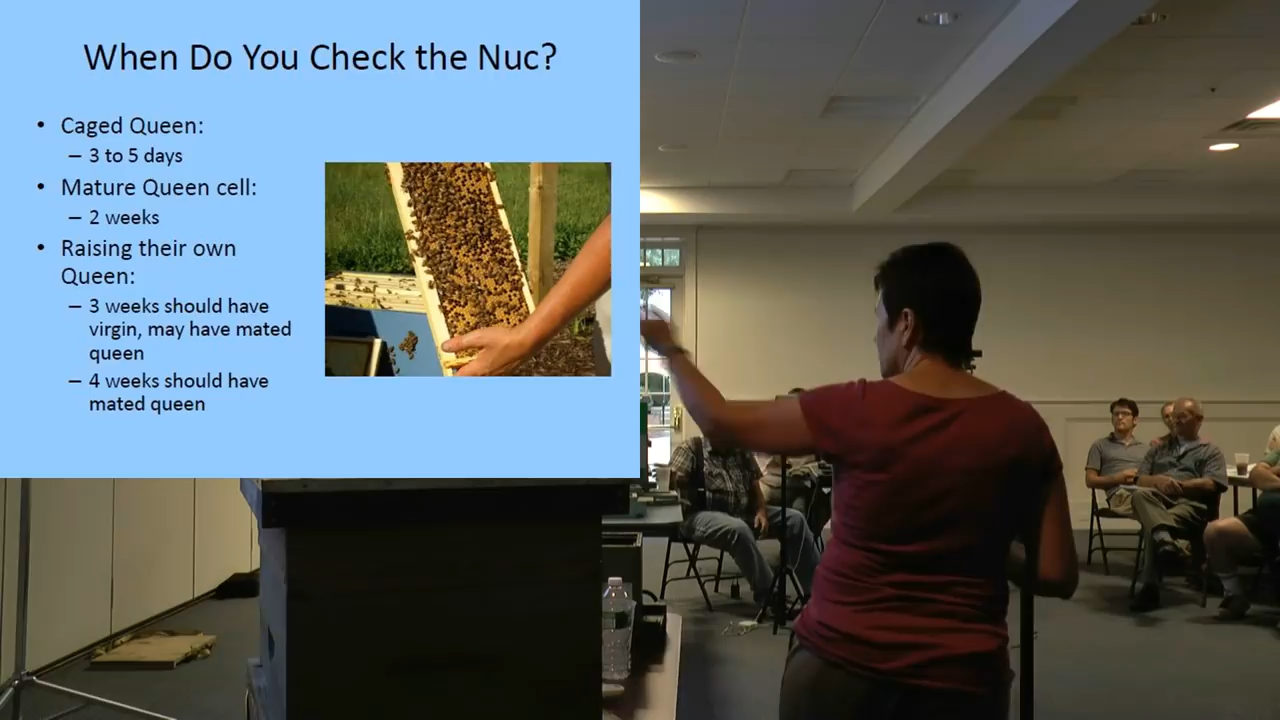 When Do You Check the Nuc?
• Caged Queen:
– 3 to 5 days
• Mature Queen cell:
– 2 weeks
• Raising their own
Queen:
– 3 weeks should have
virgin, may have mated
queen
– 4 weeks should have
mated queen